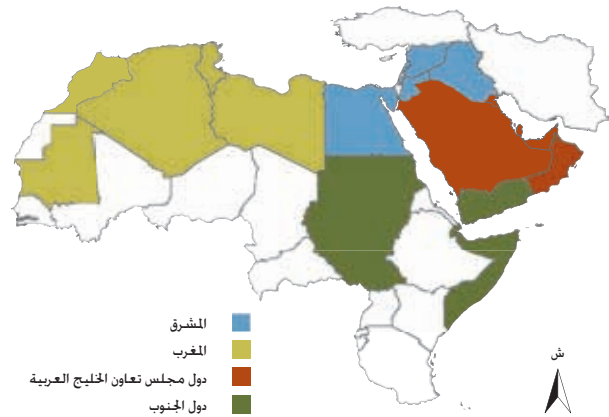 المشرق
المغرب
دول مجلس تعاون الخليج العربية
دول الجنوب
ش